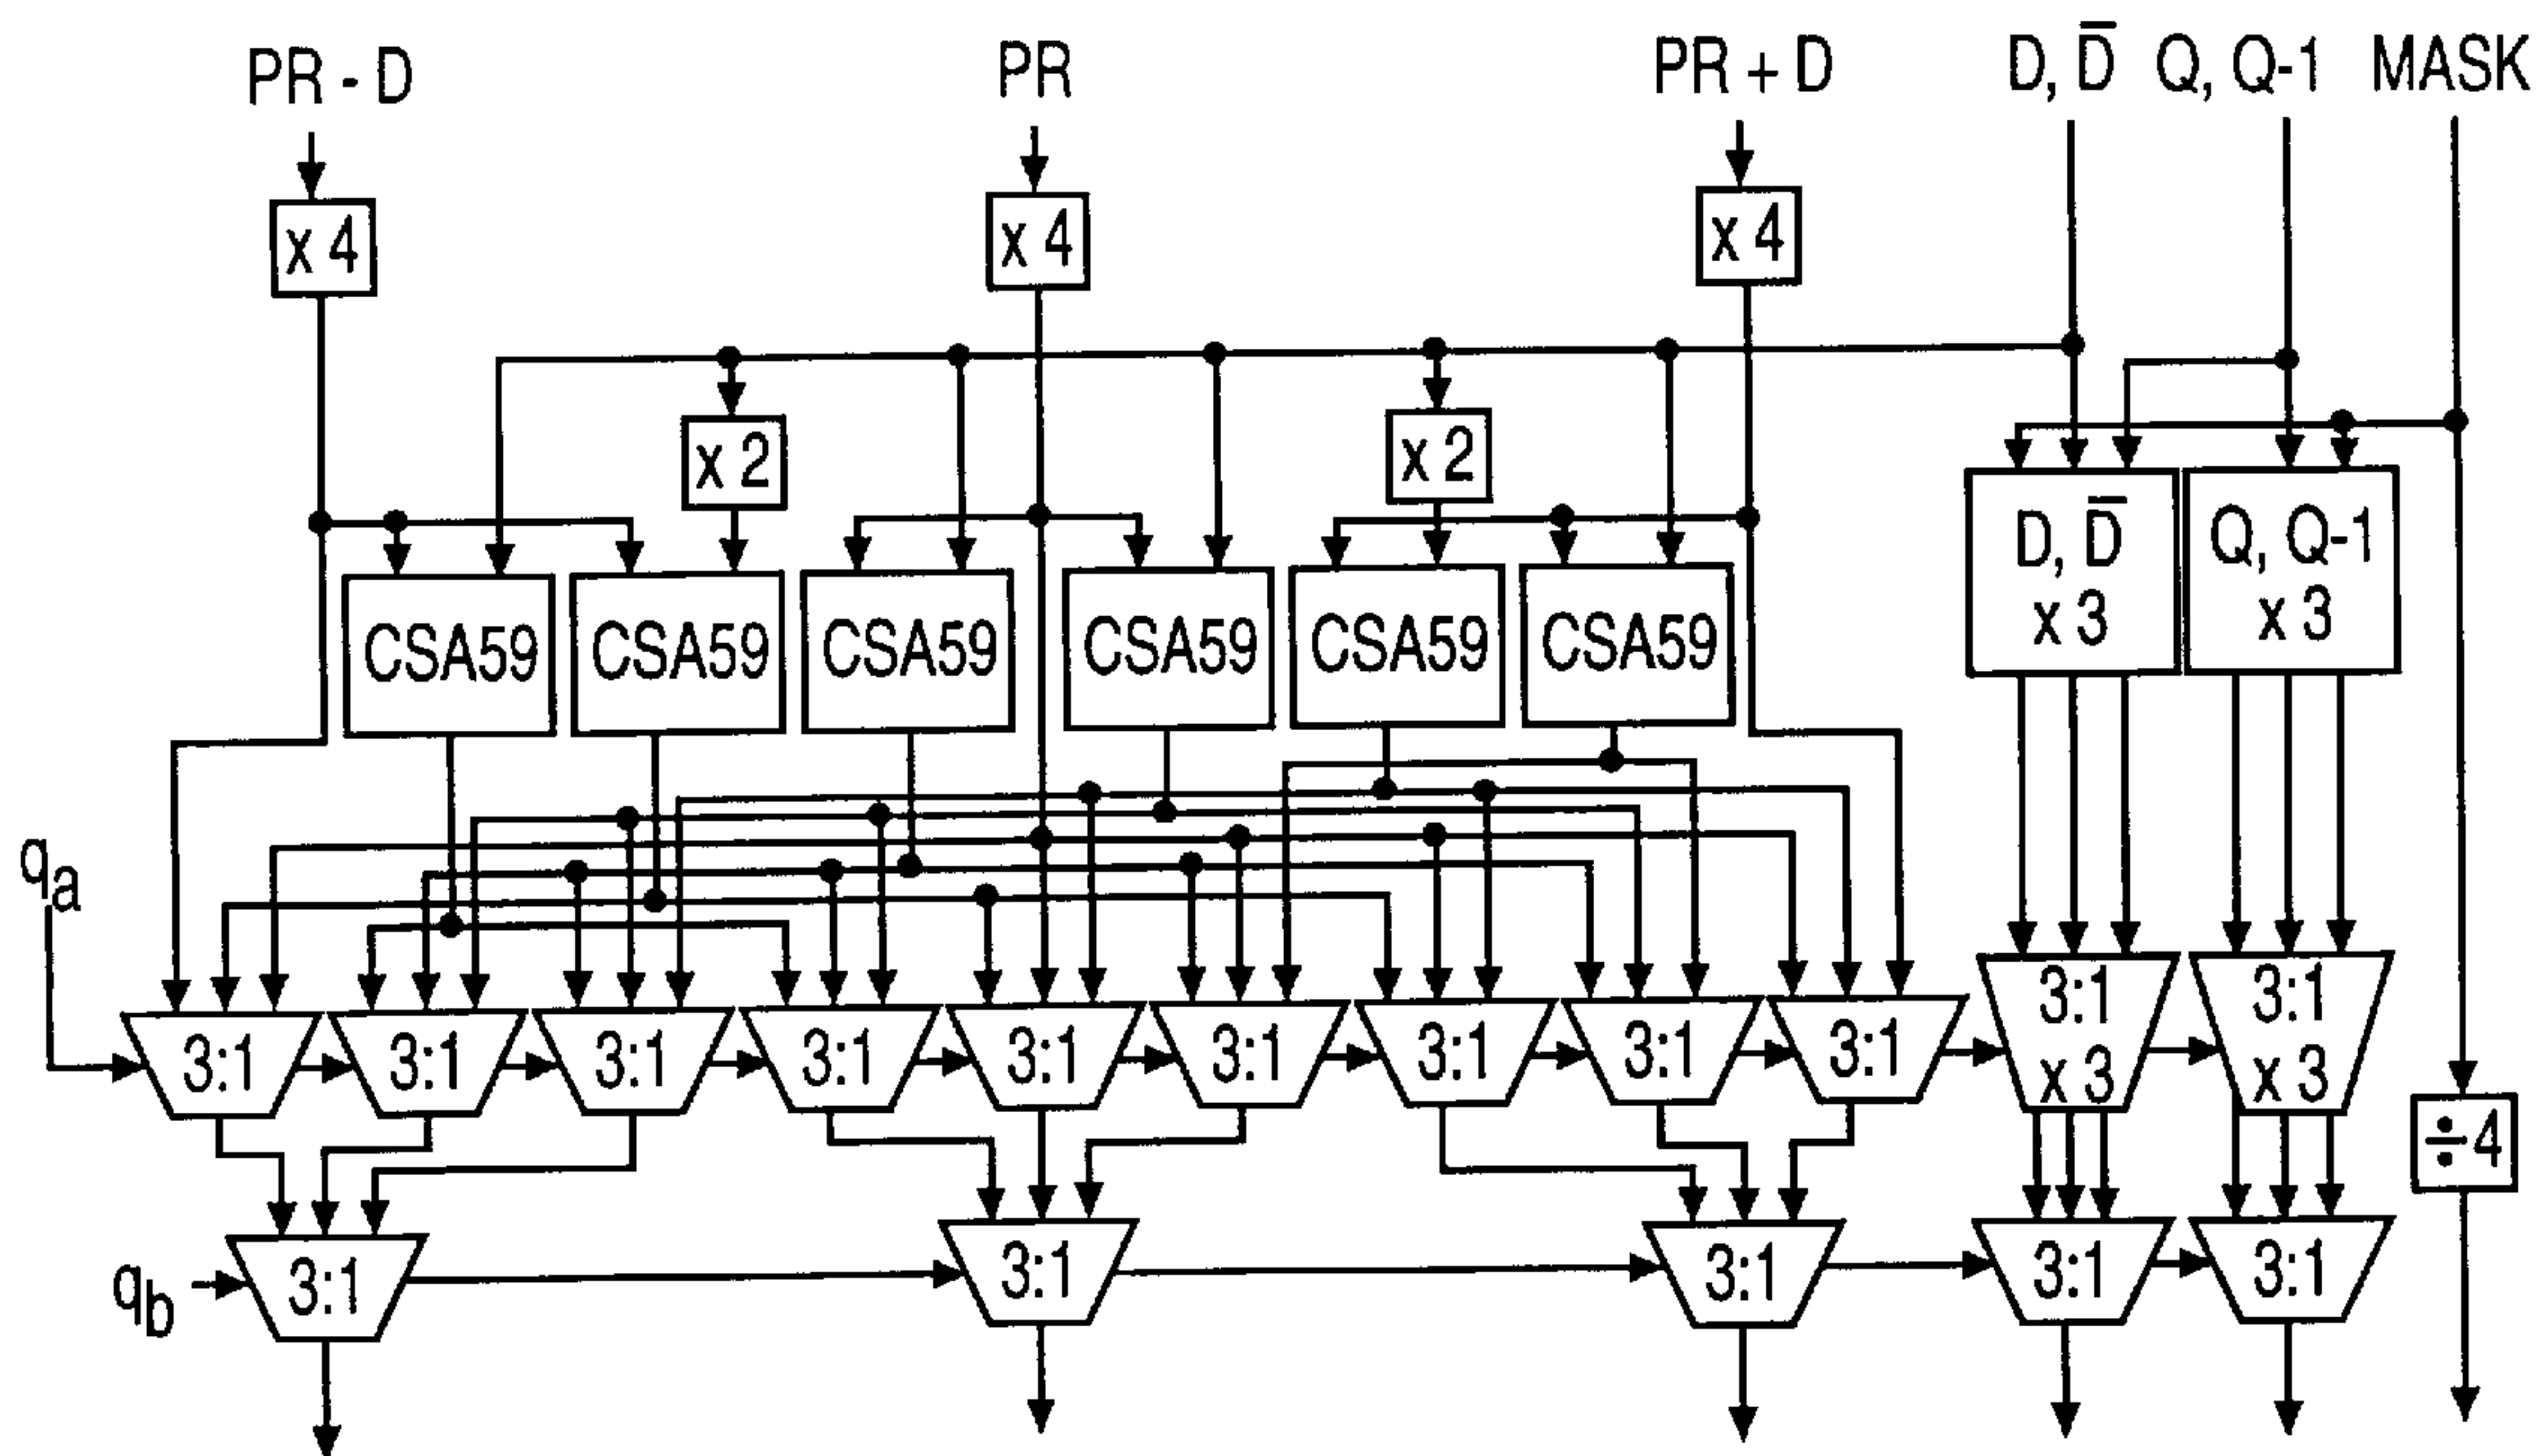 PR - D
PR
PR + D
D, D̅
Q, Q-1
MASK
x 4
x 4
x 4
x 2
x 2
CSA59
CSA59
CSA59
CSA59
CSA59
CSA59
D, D̅
x 3
Q, Q-1
x 3
qa
3:1
3:1
3:1
3:1
3:1
3:1
3:1
3:1
3:1
3:1
x 3
3:1
x 3
÷4
qb
3:1
3:1
3:1
3:1
3:1